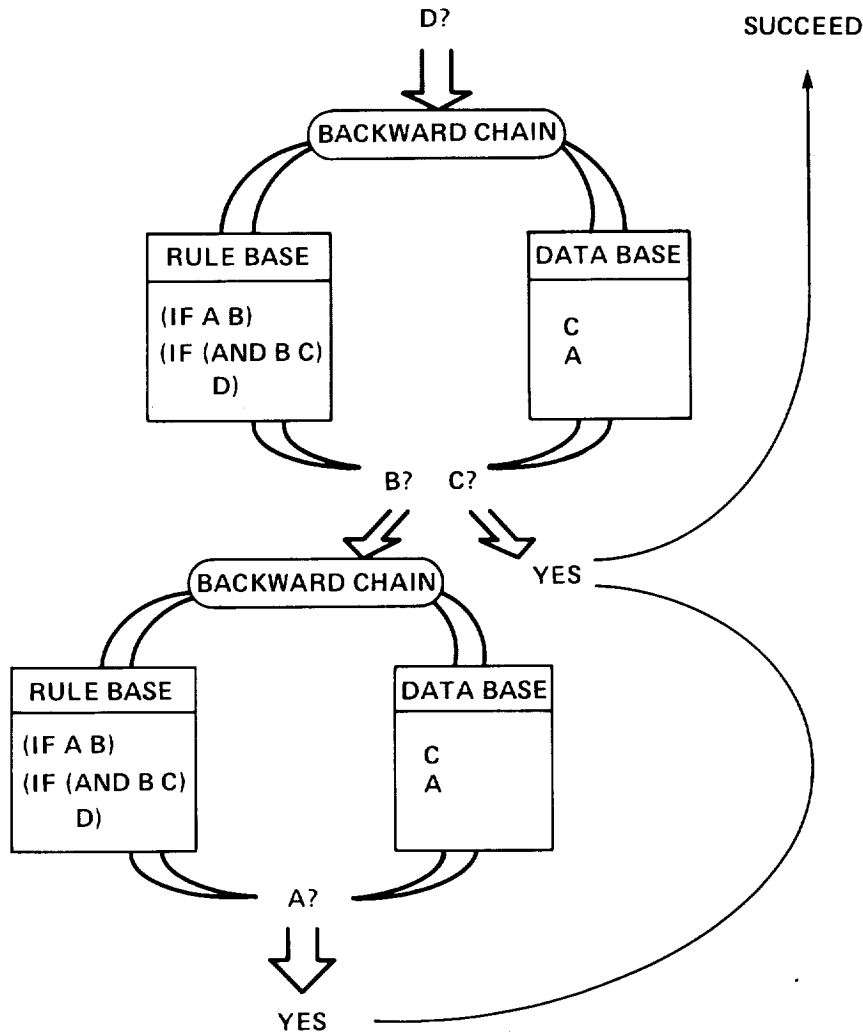 D?
SUCCEED
BACKWARD CHAIN
RULE BASE
(IF A B)
(IF (AND B C)
D)
DATA BASE
C
A
B? C?
YES
BACKWARD CHAIN
RULE BASE
(IF A B)
(IF (AND B C)
D)
DATA BASE
C
A
A?
YES